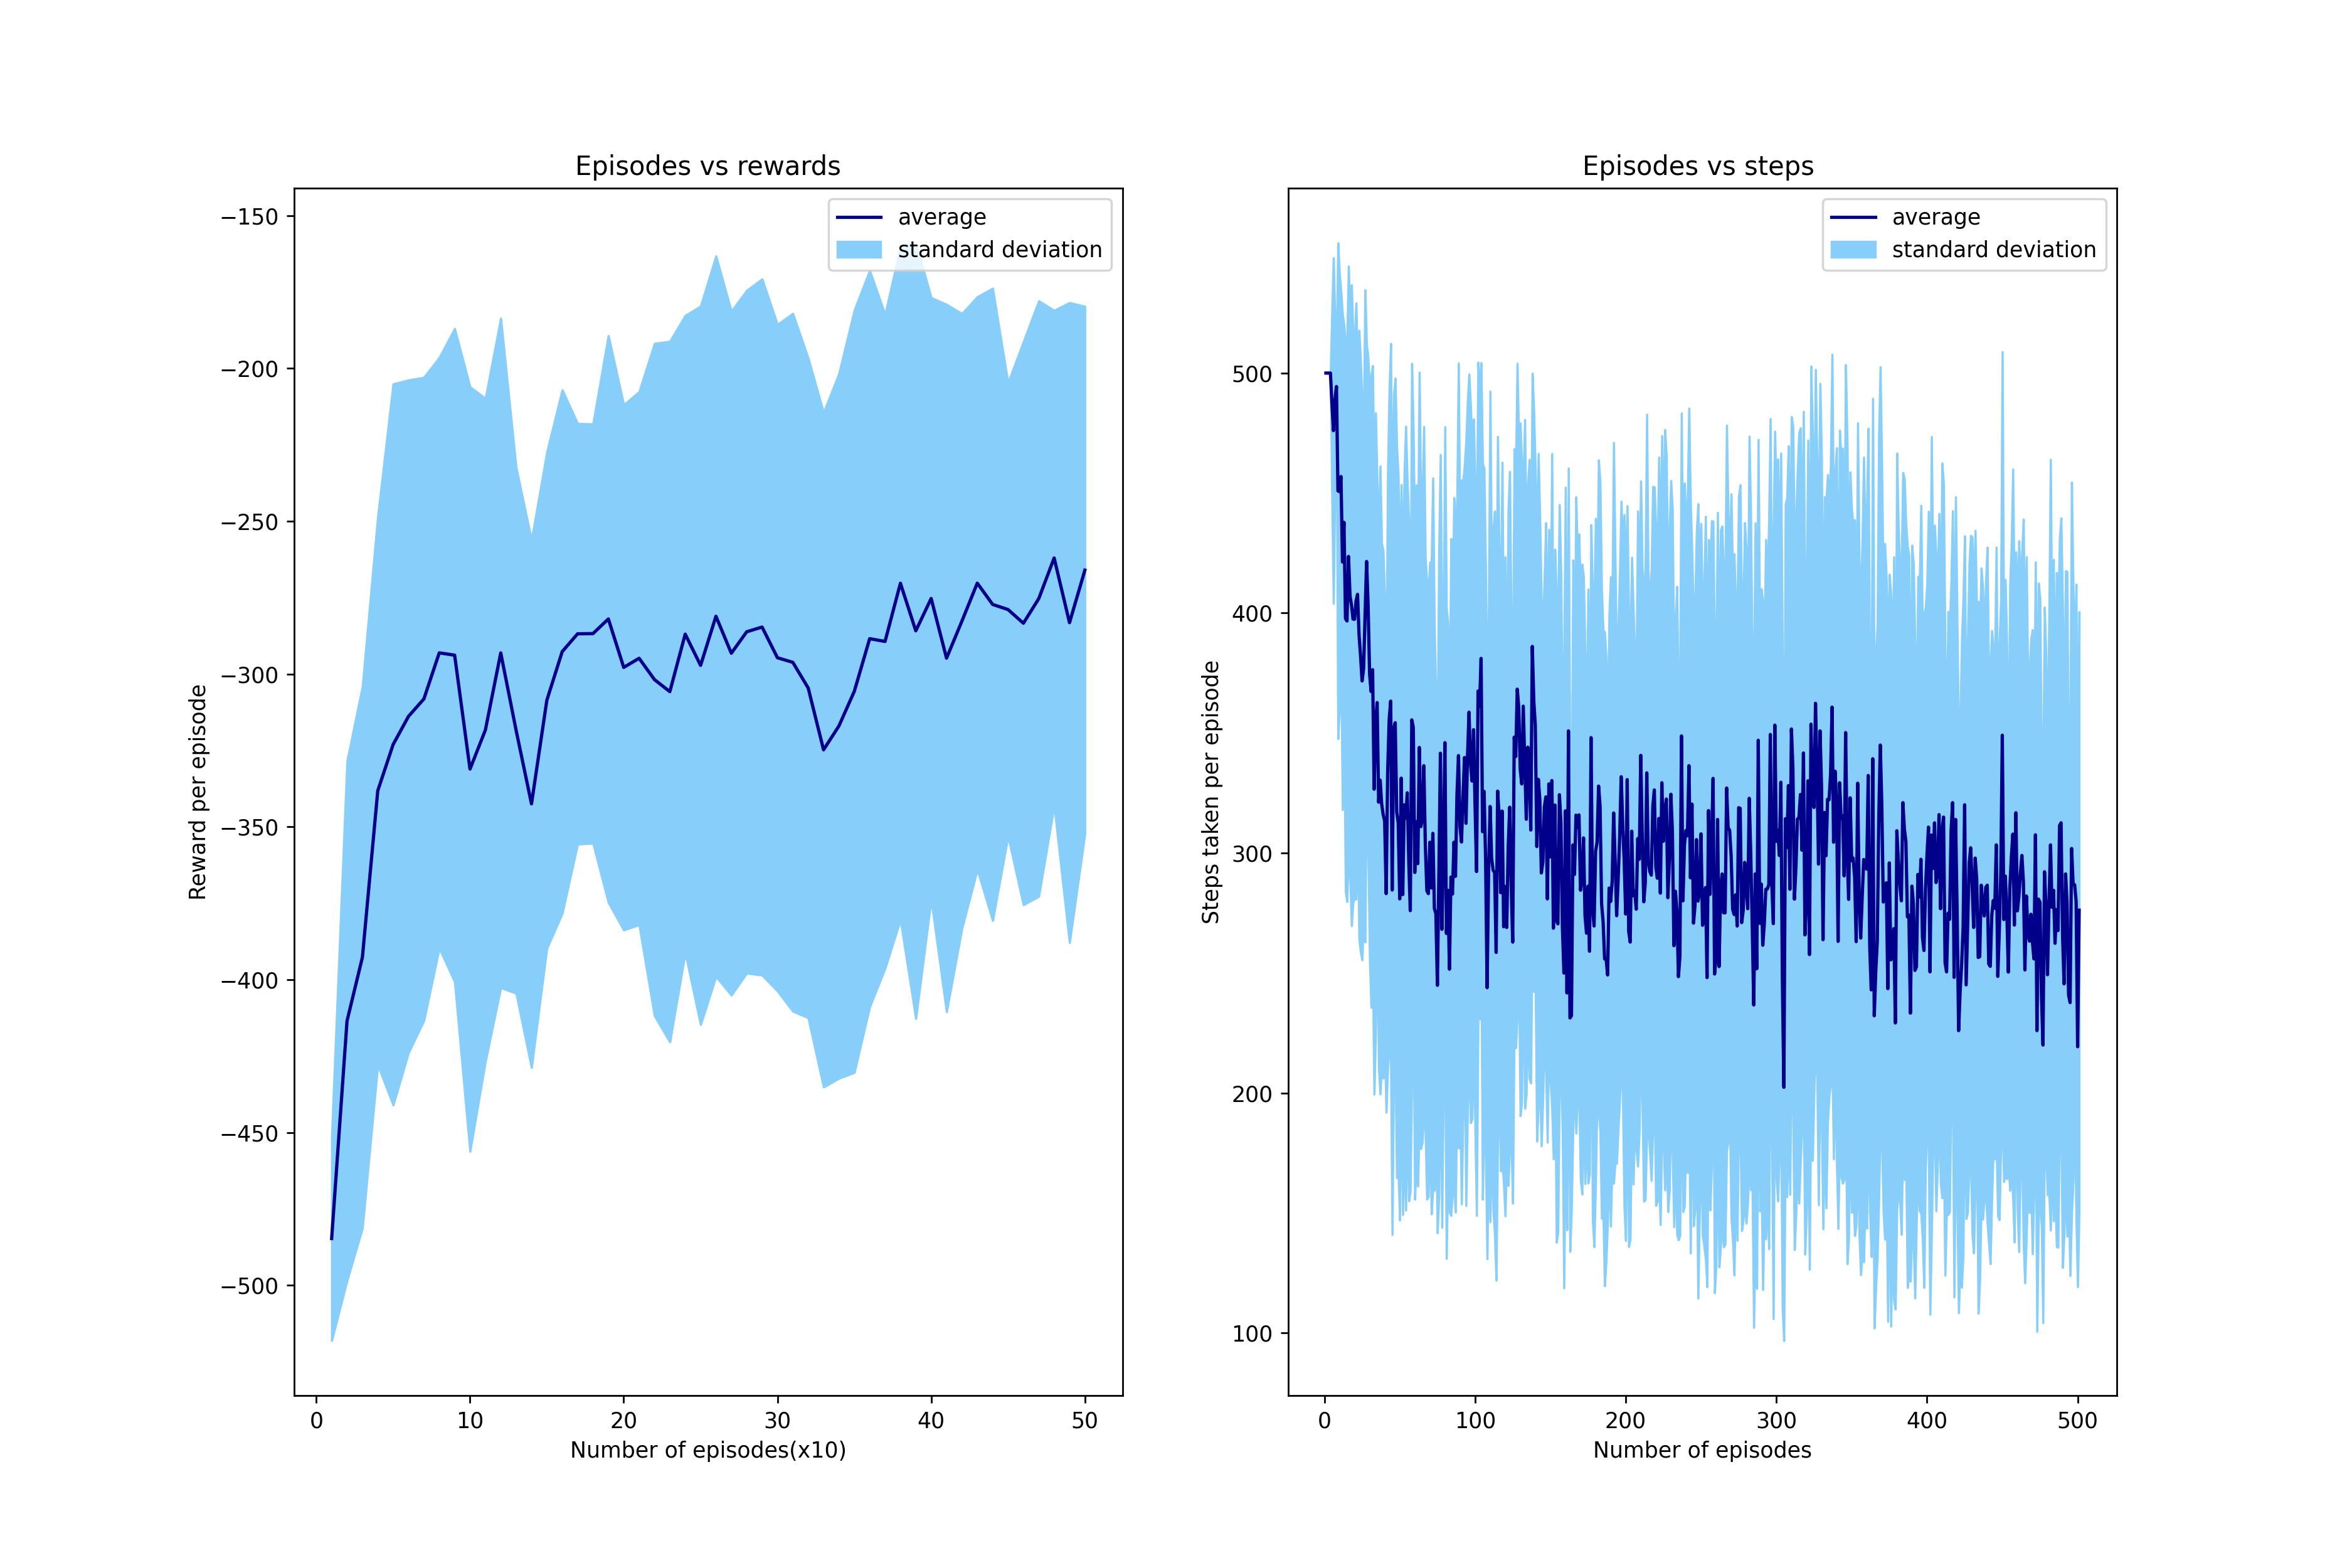 Episodes vs rewards
average
standard deviation
−150
−200
−250
−300
−350
−400
−450
−500
Reward per episode
0 10 20 30 40 50
Number of episodes(x10)
Episodes vs steps
average
standard deviation
500
400
300
200
100
Steps taken per episode
0 100 200 300 400 500
Number of episodes